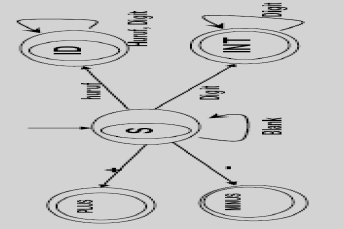 ID
Huruf, Digit
INT
Digit
huruf
Digit
S
Blank
+
-
PLUS
MINUS